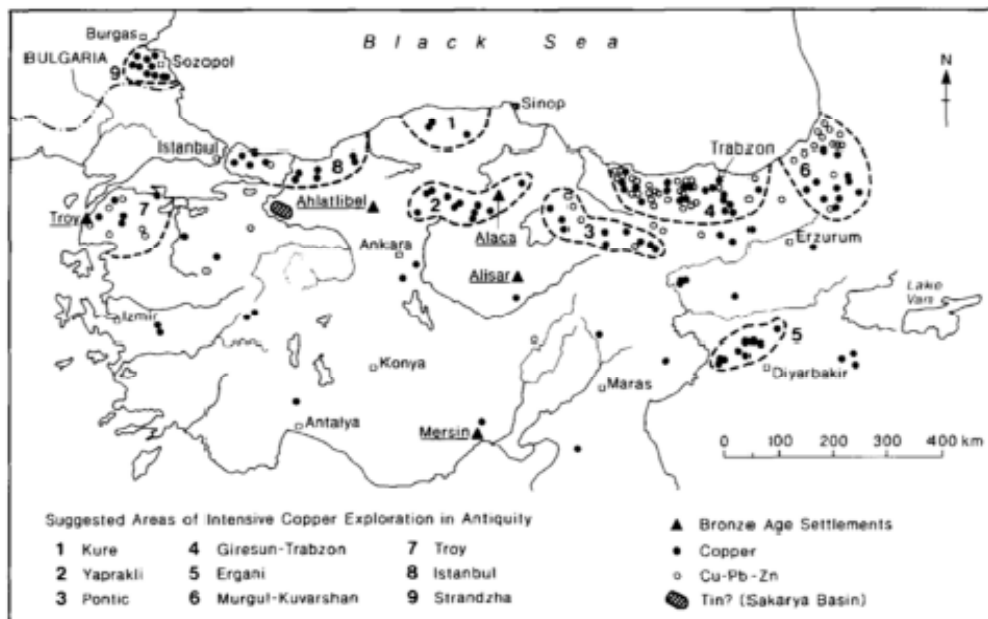 Burgas
BULGARIA
Sozopol
9
Black Sea
N
Sinop
1
Istanbul
8
Trabzon
6
Troy
7
Ahlatlibel
2
Alaca
3
4
Ankara
Erzurum
Alisar
Lake
Van
Izmir
5
Konya
Diyarbakir
Maras
Antalya
Mersin
0 100 200 300 400 km
Suggested Areas of Intensive Copper Exploration in Antiquity
1 Kure
2 Yaprakli
3 Pontic
4 Giresun-Trabzon
5 Ergani
6 Murgul-Kuvarshan
7 Troy
8 Istanbul
9 Strandzha
Bronze Age Settlements
Copper
Cu-Pb-Zn
Tin? (Sakarya Basin)